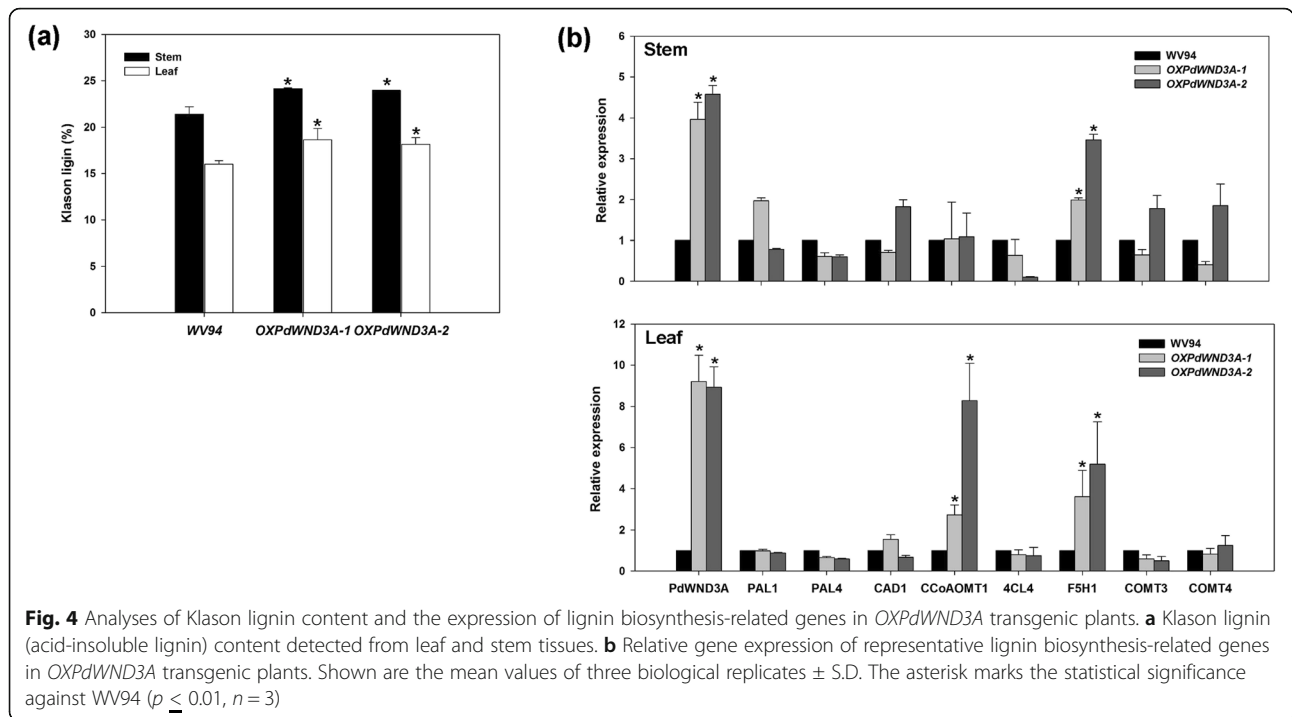 (a)
Stem
Leaf
30
25
20
15
10
5
0
Klason ligin (%)
*
*
*
*
WV94
OXPdWND3A-1
OXPdWND3A-2
(b)
Stem
WV94
OXPdWND3A-1
OXPdWND3A-2
6
5
4
3
2
1
0
Relative expression
*
*
*
*
Leaf
WV94
OXPdWND3A-1
OXPdWND3A-2
12
10
8
6
4
2
0
Relative expression
*
*
*
*
*
*
PdWND3A
PAL1
PAL4
CAD1
CCoAOMT1
4CL4
F5H1
COMT3
COMT4
Fig. 4 Analyses of Klason lignin content and the expression of lignin biosynthesis-related genes in OXPdWND3A transgenic plants. a Klason lignin
(acid-insoluble lignin) content detected from leaf and stem tissues. b Relative gene expression of representative lignin biosynthesis-related genes
in OXPdWND3A transgenic plants. Shown are the mean values of three biological replicates ± S.D. The asterisk marks the statistical significance
against WV94 (p ≤ 0.01, n = 3)